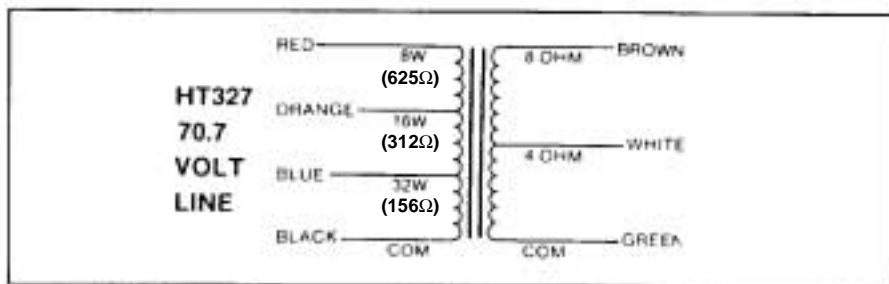 RED
8W
(625Ω)
8 OHM
BROWN
HT327
70.7
VOLT
LINE
ORANGE
16W
(312Ω)
4 OHM
WHITE
BLUE
32W
(156Ω)
BLACK
COM
COM
GREEN